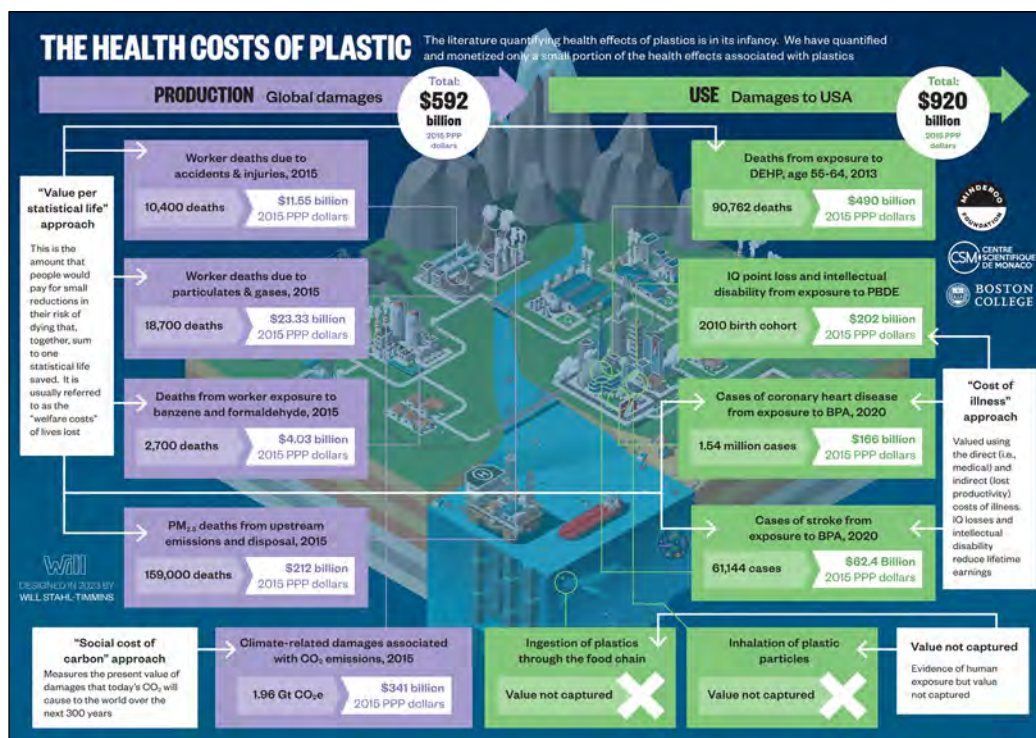 THE HEALTH COSTS OF PLASTIC
The literature quantifying health effects of plastics is in its infancy. We have quantified
and monetized only a small portion of the health effects associated with plastics
PRODUCTION Global damages
Total:
$592
billion
2015 PPP
dollars
USE Damages to USA
Total:
$920
billion
2015 PPP
dollars
"Value per
statistical life"
approach
This is the
amount that
people would
pay for small
reductions in
their risk of
dying that,
together, sum
to one
statistical life
saved. It is
usually referred
to as the
"welfare costs"
of lives lost
Worker deaths due to
accidents & injuries, 2015
10,400 deaths
$11.55 billion
2015 PPP dollars
Worker deaths due to
particulates & gases, 2015
18,700 deaths
$23.33 billion
2015 PPP dollars
Deaths from worker exposure to
benzene and formaldehyde, 2015
2,700 deaths
$4.03 billion
2015 PPP dollars
PM2.5 deaths from upstream
emissions and disposal, 2015
159,000 deaths
$212 billion
2015 PPP dollars
Deaths from exposure to
DEHP, age 55-64, 2013
90,762 deaths
$490 billion
2015 PPP dollars
IQ point loss and intellectual
disability from exposure to PBDE
2010 birth cohort
$202 billion
2015 PPP dollars
Cases of coronary heart disease
from exposure to BPA, 2020
1.54 million cases
$166 billion
2015 PPP dollars
Cases of stroke from
exposure to BPA, 2020
61,144 cases
$62.4 Billion
2015 PPP dollars
MINDEROO
FOUNDATION
CSM
CENTRE
SCIENTIFIQUE
DE MONACO
BOSTON
COLLEGE
"Cost of
illness"
approach
Valued using
the direct (i.e.,
medical) and
indirect (lost
productivity)
costs of illness.
IQ losses and
intellectual
disability
reduce lifetime
earnings
Will
DESIGNED IN 2023 BY
WILL STAHL-TIMMINS
H
"Social cost of
carbon" approach
Measures the present value of
damages that today's CO2 will
cause to the world over the
next 300 years
Climate-related damages associated
with CO2 emissions, 2015
1.96 Gt CO2e
$341 billion
2015 PPP dollars
Ingestion of plastics
through the food chain
Value not captured
Inhalation of plastic
particles
Value not captured
Value not captured
Evidence of human
exposure but value
not captured